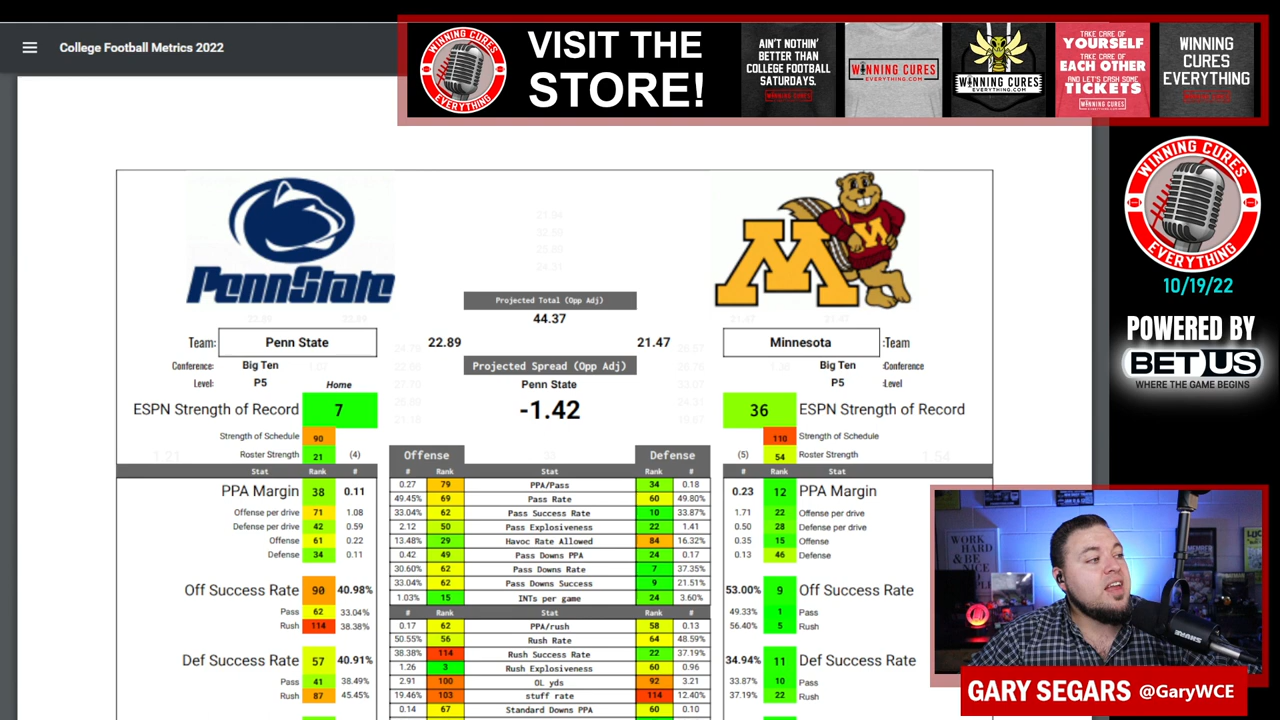 College Football Metrics 2022
WINNING CURES
EVERYTHING
VISIT THE
STORE!
AIN'T NOTHIN'
BETTER THAN
COLLEGE FOOTBALL
SATURDAYS.
WINNING CURES
WINNING CURES
EVERYTHING.COM
WINNING CURES
EVERYTHING.COM
TAKE CARE OF
YOURSELF
TAKE CARE OF
EACH OTHER
AND LET'S CASH SOME
TICKETS
WINNING CURES
WINNING
CURES
EVERYTHING
WINNING CURES
EVERYTHING
10/19/22
POWERED BY
BETUS
WHERE THE GAME BEGINS
PennState
M
Projected Total (Opp Adj)
44.37
Team: Penn State 22.89 21.47 Minnesota :Team
Conference: Big Ten Projected Spread (Opp Adj) Big Ten :Conference
Level: P5 Home Penn State P5 :Level
ESPN Strength of Record 7 -1.42 36 ESPN Strength of Record
Strength of Schedule 90 110 Strength of Schedule
Roster Strength 21 (4) Offense Defense (5) 54 Roster Strength
Stat Rank # # Rank Stat Rank # # Rank Stat
PPA Margin 38 0.11 0.23 12 PPA Margin
Offense per drive 71 1.08 1.71 22 Offense per drive
Defense per drive 42 0.59 0.50 28 Defense per drive
Offense 61 0.22 0.35 15 Offense
Defense 34 0.11 0.13 46 Defense
Off Success Rate 90 40.98% 53.00% 9 Off Success Rate
Pass 62 33.04% 49.33% 1 Pass
Rush 114 38.38% 56.40% 5 Rush
Def Success Rate 57 40.91% 34.94% 11 Def Success Rate
Pass 41 38.49% 33.87% 10 Pass
Rush 87 45.45% 37.19% 22 Rush
0.27 79 PPA/Pass 34 0.18
49.45% 69 Pass Rate 60 49.80%
33.04% 62 Pass Success Rate 10 33.87%
2.12 50 Pass Explosiveness 22 1.41
13.48% 29 Havoc Rate Allowed 84 16.32%
0.42 49 Pass Downs PPA 24 0.17
30.60% 62 Pass Downs Rate 7 37.35%
33.04% 62 Pass Downs Success 9 21.51%
1.03% 15 INTs per game 24 3.60%
# Rank Stat Rank #
0.17 62 PPA/rush 58 0.13
50.55% 56 Rush Rate 64 48.59%
38.38% 114 Rush Success Rate 22 37.19%
1.26 3 Rush Explosiveness 60 0.96
2.91 100 OL yds 92 3.21
19.46% 103 stuff rate 114 12.40%
0.14 67 Standard Downs PPA 60 0.10
WORK
HARD
& BE
GARY SEGARS @GaryWCE